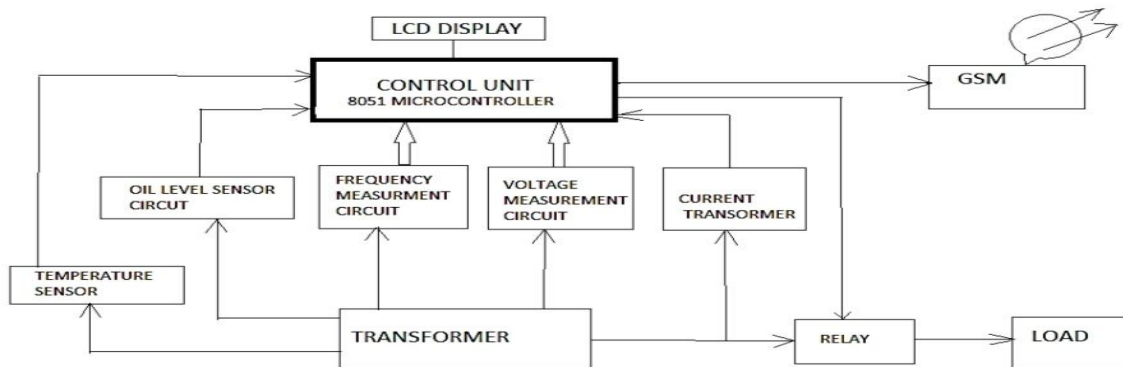 LCD DISPLAY
CONTROL UNIT
8051 MICROCONTROLLER
GSM
OIL LEVEL SENSOR
CIRCUT
FREQUENCY
MEASURMENT
CIRCUIT
VOLTAGE
MEASUREMENT
CIRCUIT
CURRENT
TRANSORMER
TEMPERATURE
SENSOR
TRANSFORMER
RELAY
LOAD